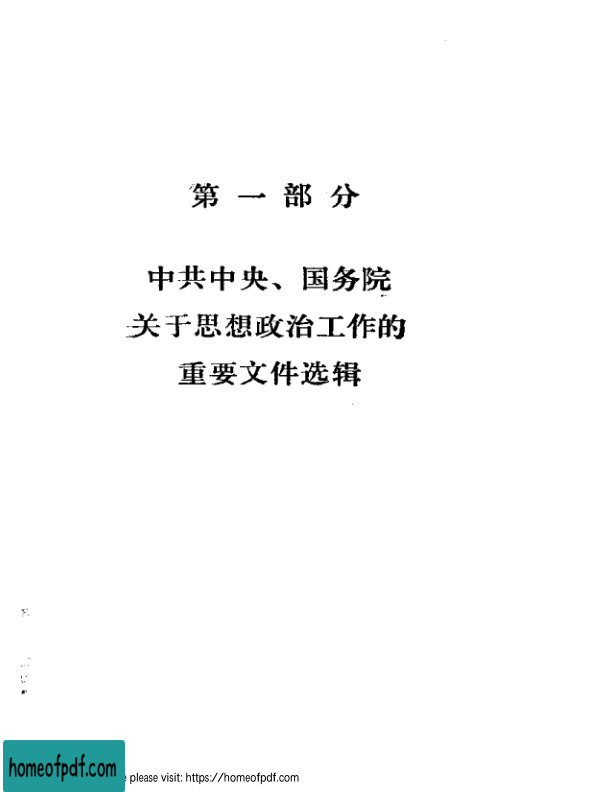 第一部分
中共中央、国务院
关于思想政治工作的
重要文件选辑
homeofpdf.com
please visit: https://homeofpdf.com